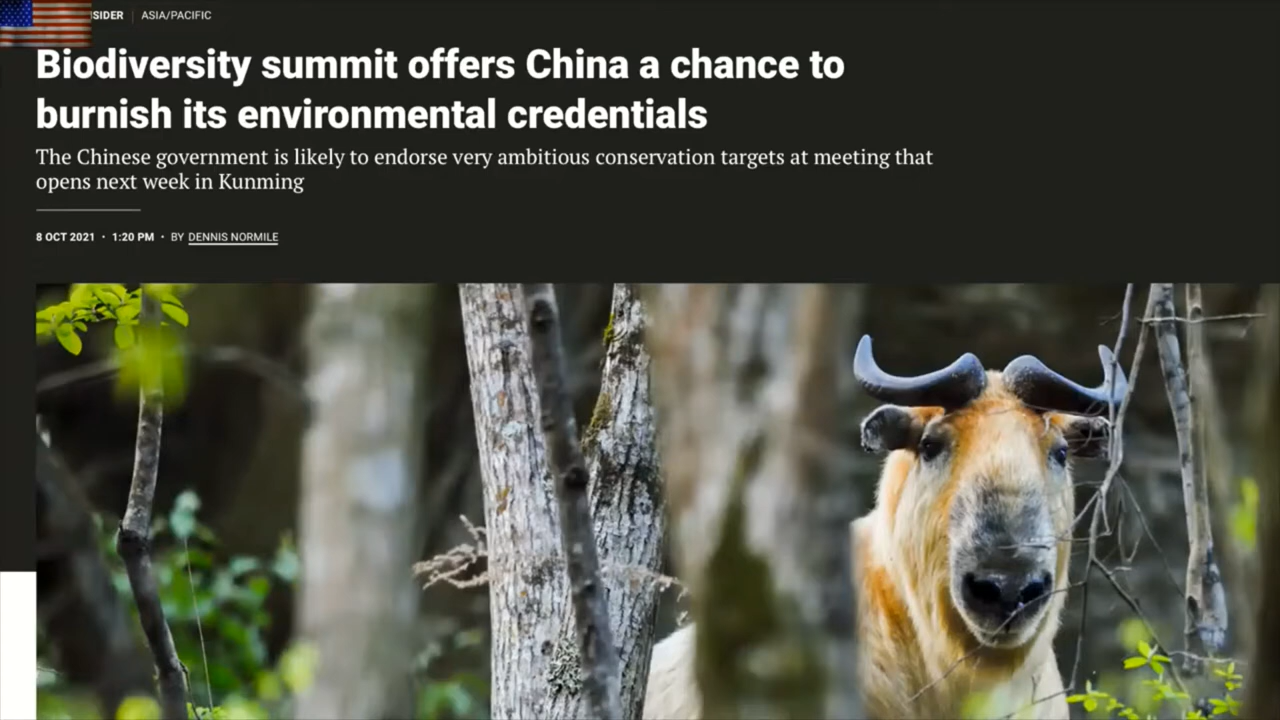 SIDER | ASIA/PACIFIC
Biodiversity summit offers China a chance to
burnish its environmental credentials
The Chinese government is likely to endorse very ambitious conservation targets at meeting that
opens next week in Kunming
8 OCT 2021 • 1:20 PM • BY DENNIS NORMILE